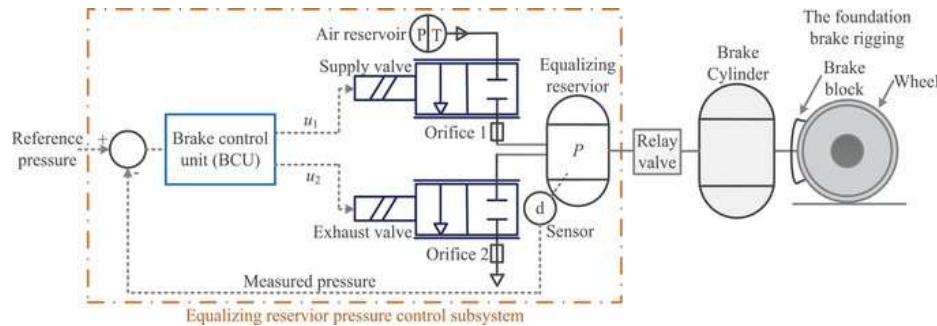 Air reservoir
P T
Supply valve
Equalizing
reservior
Brake
Cylinder
The foundation
brake rigging
Brake
block
Wheel
Reference
pressure
+
-
Brake control
unit (BCU)
u1
u2
Orifice 1
P
Relay
valve
d
Sensor
Exhaust valve
Orifice 2
Measured pressure
Equalizing reservior pressure control subsystem